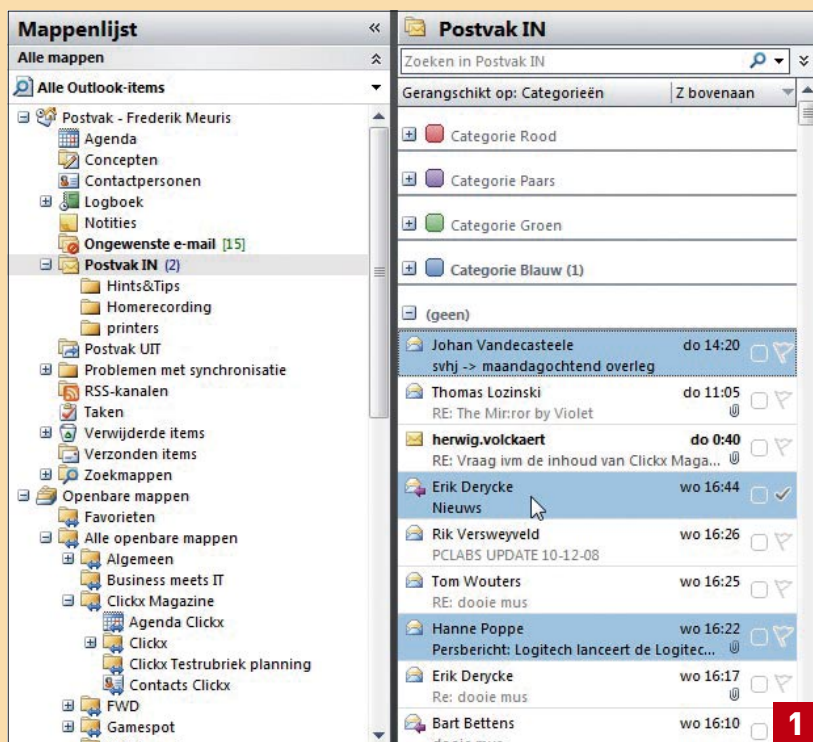 Mappenlijst
Alle mappen
Alle Outlook-items
Postvak - Frederik Meuris
Agenda
Concepten
Contactpersonen
Logboek
Notities
Ongewenste e-mail [15]
Postvak IN (2)
Hints&Tips
Homerecording
printers
Postvak UIT
Problemen met synchronisatie
RSS-kanalen
Taken
Verwijderde items
Verzonden items
Zoekmappen
Openbare mappen
Favorieten
Alle openbare mappen
Algemeen
Business meets IT
Clickx Magazine
Agenda Clickx
Clickx
Clickx Testrubriek planning
Contacts Clickx
FWD
Gamespot
Postvak IN
Zoeken in Postvak IN
Gerangschikt op: Categorieën Z bovenaan
Categorie Rood
Categorie Paars
Categorie Groen
Categorie Blauw (1)
(geen)
Johan Vandecasteele do 14:20
svhj -> maandagochtend overleg
Thomas Lozinski do 11:05
RE: The Mir:ror by Violet
herwig.volckaert do 0:40
RE: Vraag ivm de inhoud van Clickx Maga...
Erik Derycke wo 16:44
Nieuws
Rik Versweyveld wo 16:26
PCLABS UPDATE 10-12-08
Tom Wouters wo 16:25
RE: dooie mus
Hanne Poppe wo 16:22
Persbericht: Logitech lanceert de Logitec...
Erik Derycke wo 16:17
Re: dooie mus
Bart Bettens wo 16:10
1